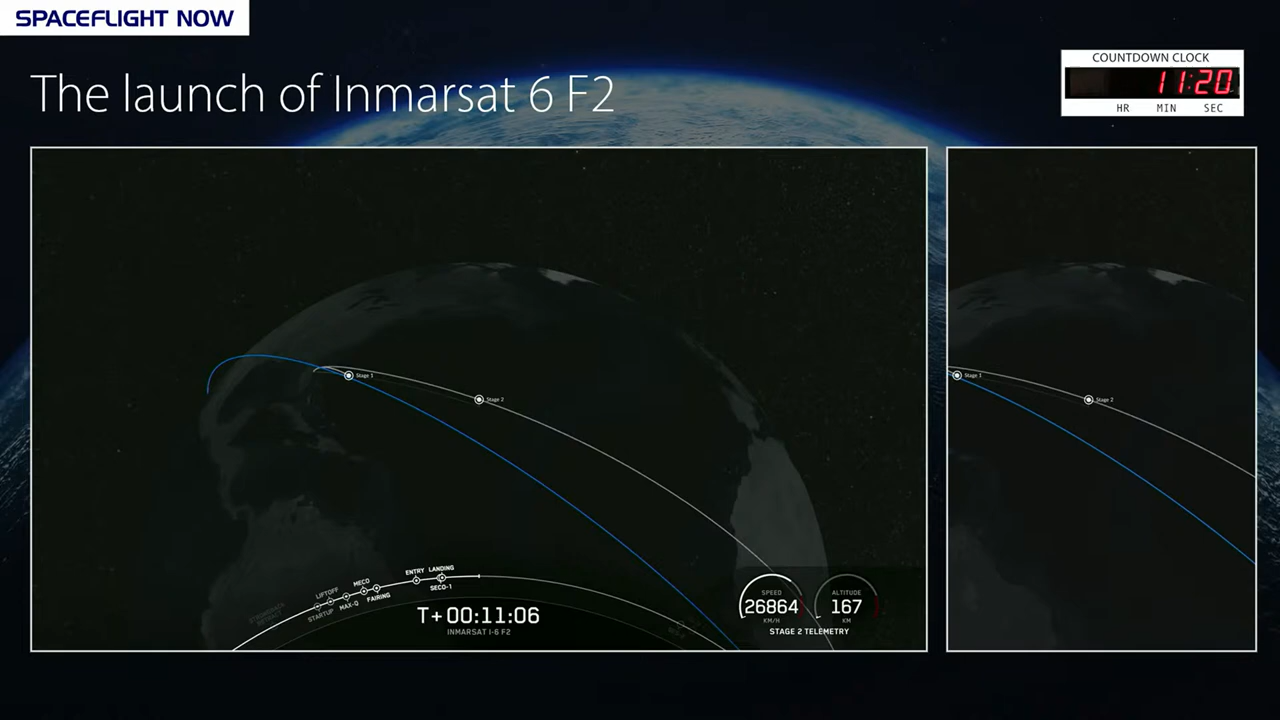 SPACEFLIGHT NOW
The launch of Inmarsat 6 F2
COUNTDOWN CLOCK
11:20
HR MIN SEC
Stage 1
Stage 2
Stage 1
Stage 2
STARTUP
LIFTOFF
MAX-Q
MECO
FAIRING
ENTRY
LANDING
SECO-1
T+00:11:06
INMARSAT I-6 F2
SPEED
26864
KM/H
ALTITUDE
167
KM
STAGE 2 TELEMETRY